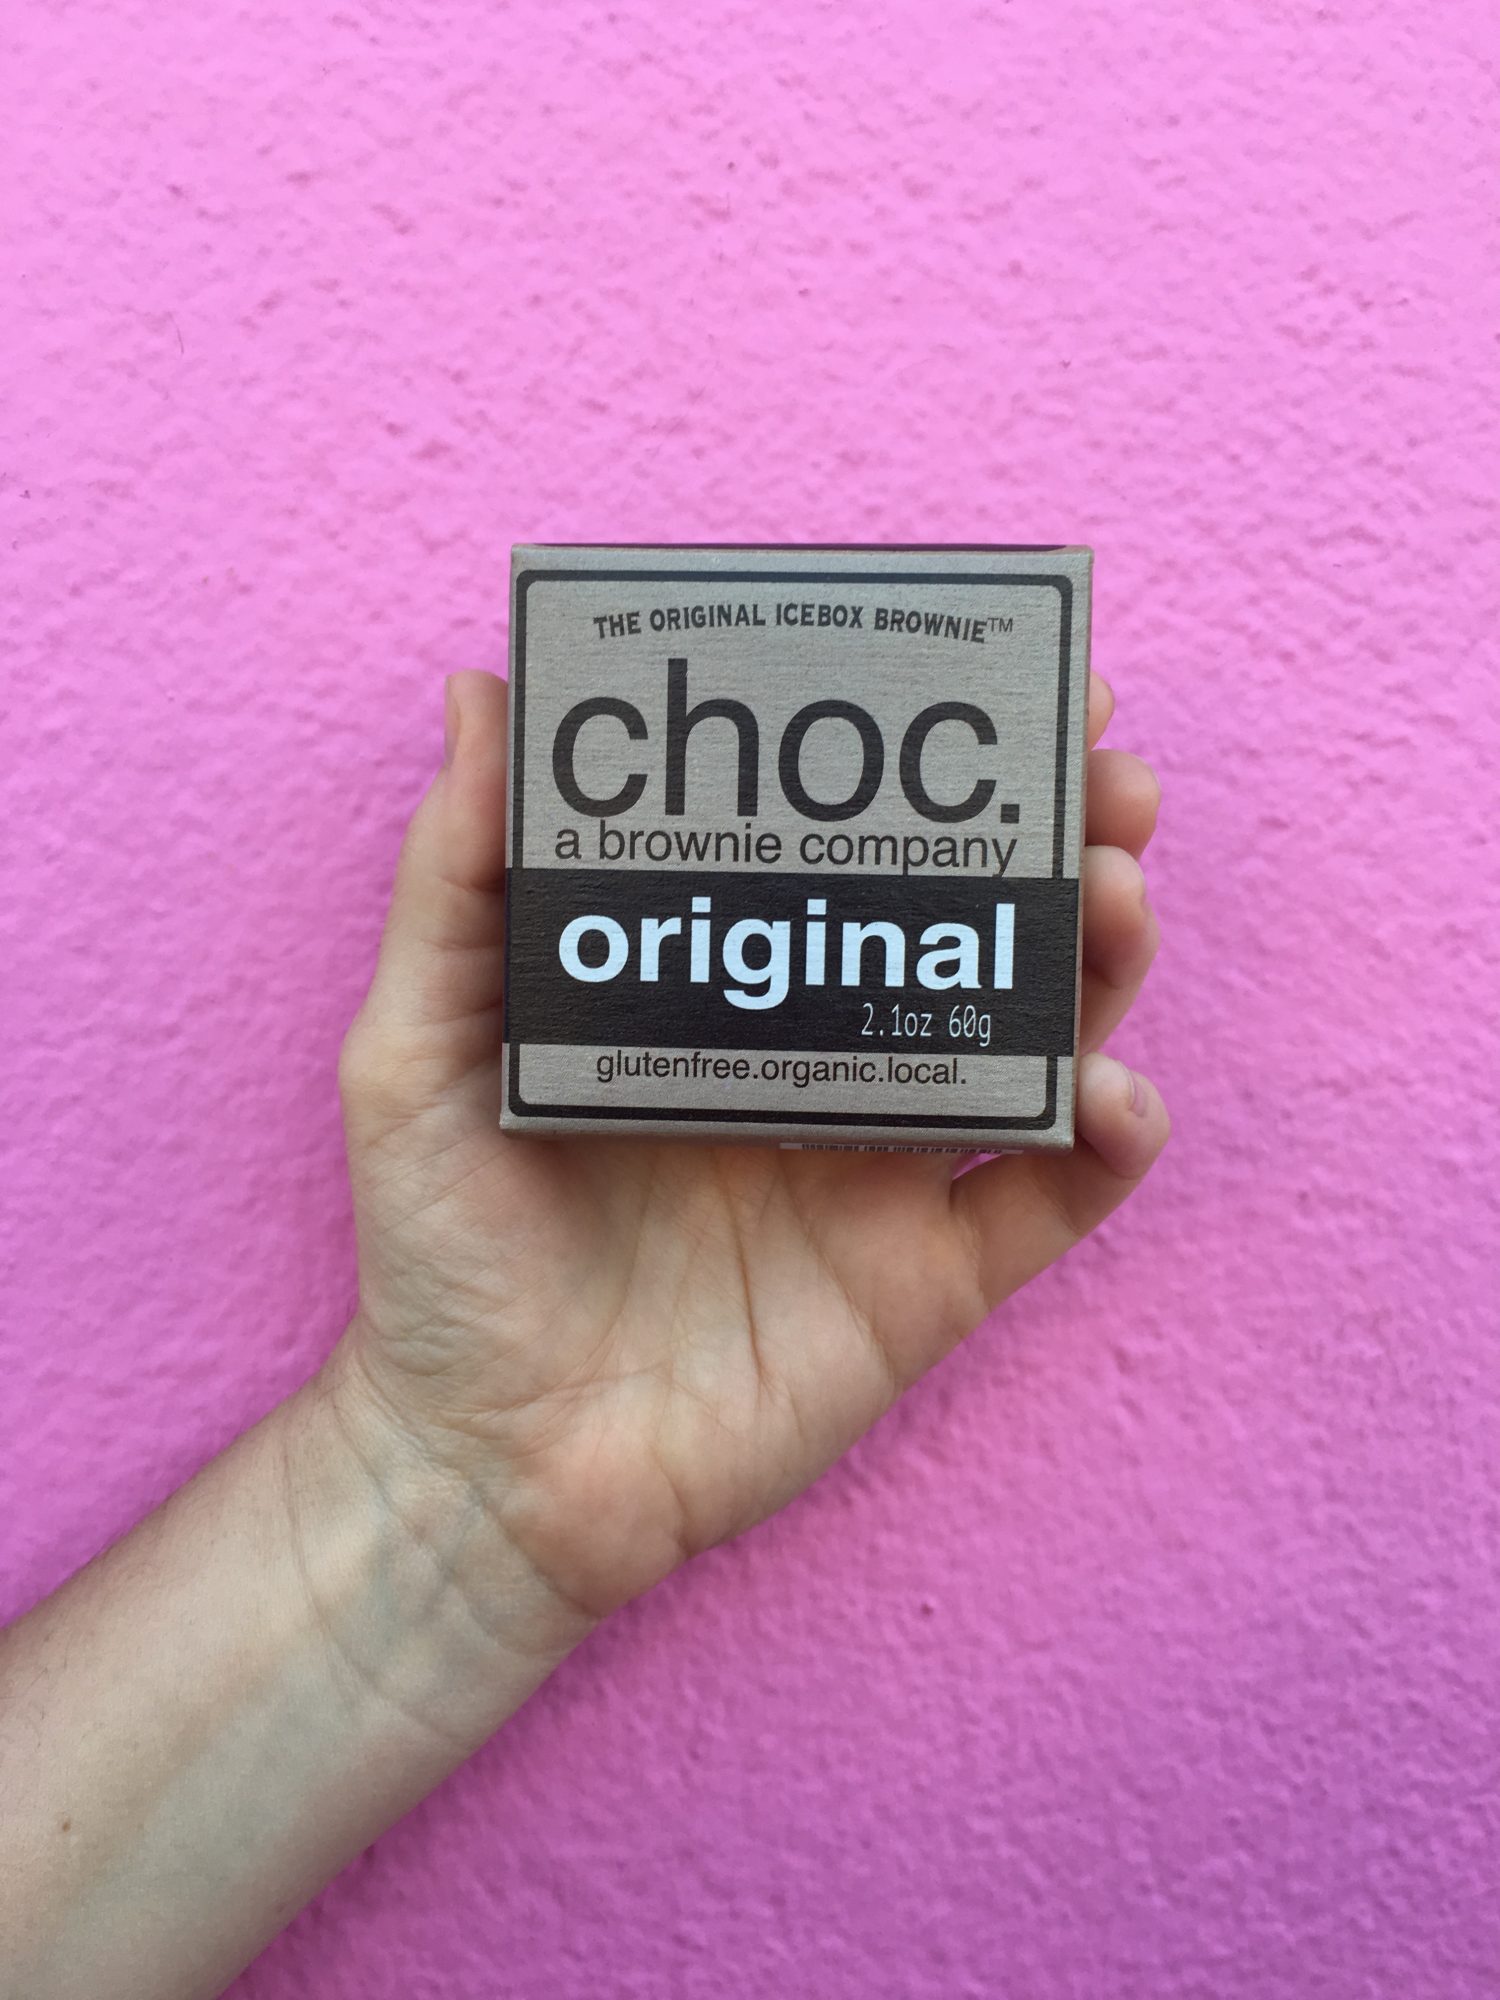 THE ORIGINAL ICEBOX BROWNIE™
choc.
a brownie company
original
2.1oz 60g
glutenfree.organic.local.